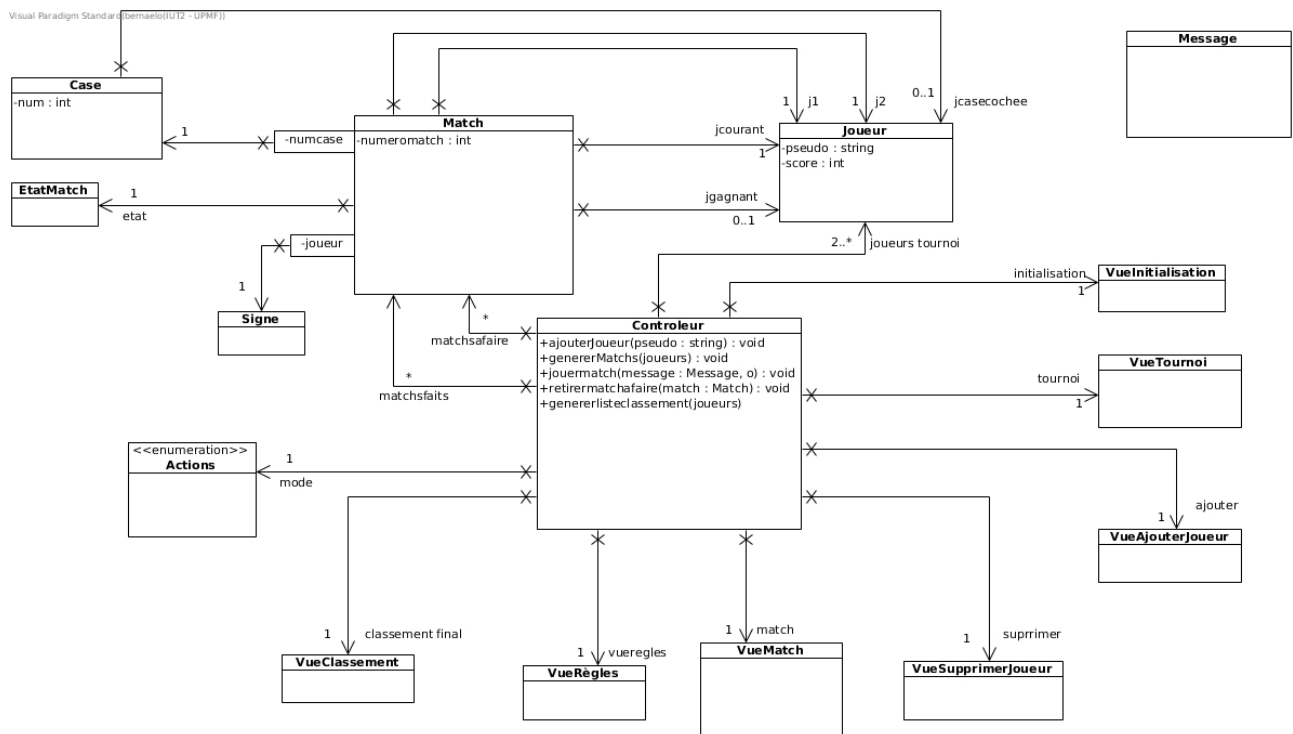 Visual Paradigm Standard(bernaelo(IUT2 - UPMF))
Message
Case
-num : int
0..1
jcasecochee
1
j1
1
j2
Match
-numeromatch : int
-numcase
1
jcourant
1
Joueur
-pseudo : string
-score : int
EtatMatch
1
etat
jgagnant
0..1
-joueur
2..*
joueurs tournoi
1
Signe
initialisation
1
VueInitialisation
*
matchsafaire
Controleur
+ajouterJoueur(pseudo : string) : void
+genererMatchs(joueurs) : void
+jouermatch(message : Message, o) : void
+retirermatchafaire(match : Match) : void
+genererlisteclassement(joueurs)
*
matchsfaits
VueTournoi
tournoi
1
<<enumeration>>
Actions
1
mode
ajouter
1
VueAjouterJoueur
1
classement final
VueClassement
1
vueregles
VueRègles
1
match
VueMatch
1
suprrimer
VueSupprimerJoueur